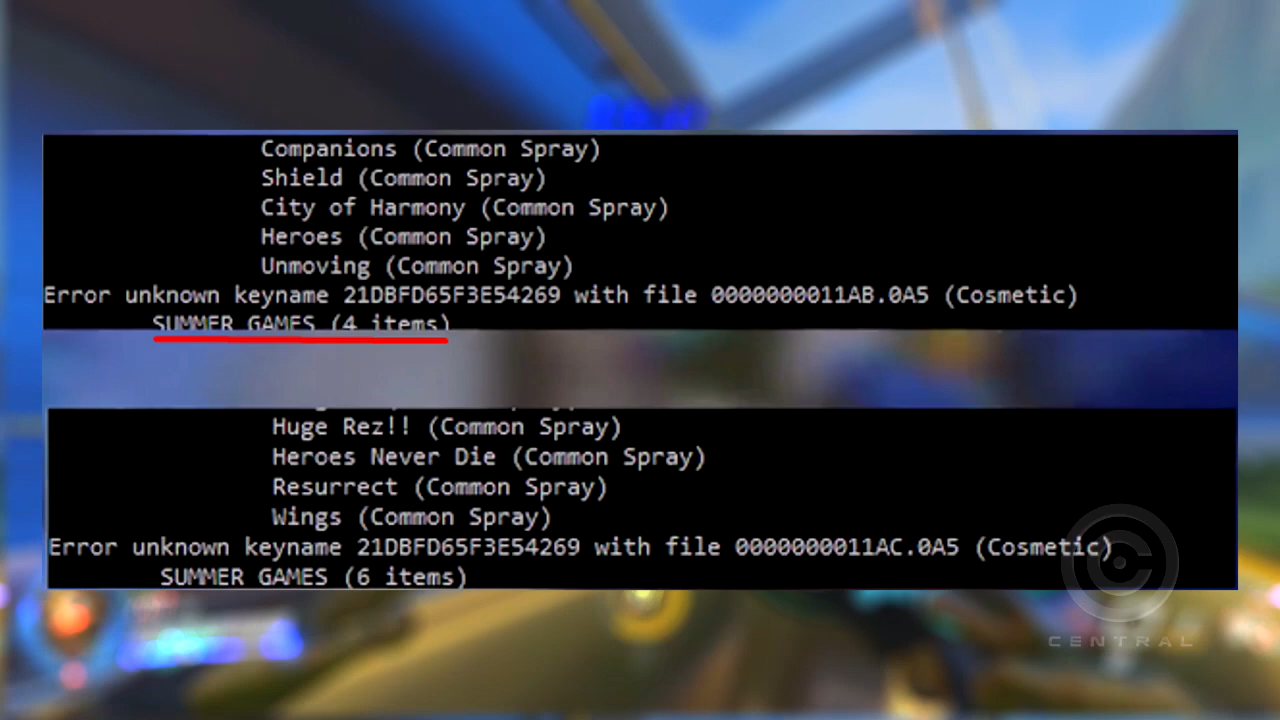 Companions (Common Spray)
Shield (Common Spray)
City of Harmony (Common Spray)
Heroes (Common Spray)
Unmoving (Common Spray)
Error unknown keyname 21DBFD65F3E54269 with file 0000000011AB.0A5 (Cosmetic)
SUMMER GAMES (4 items)
Huge Rez!! (Common Spray)
Heroes Never Die (Common Spray)
Resurrect (Common Spray)
Wings (Common Spray)
Error unknown keyname 21DBFD65F3E54269 with file 0000000011AC.0A5 (Cosmetic)
SUMMER GAMES (6 items)
CENTRAL